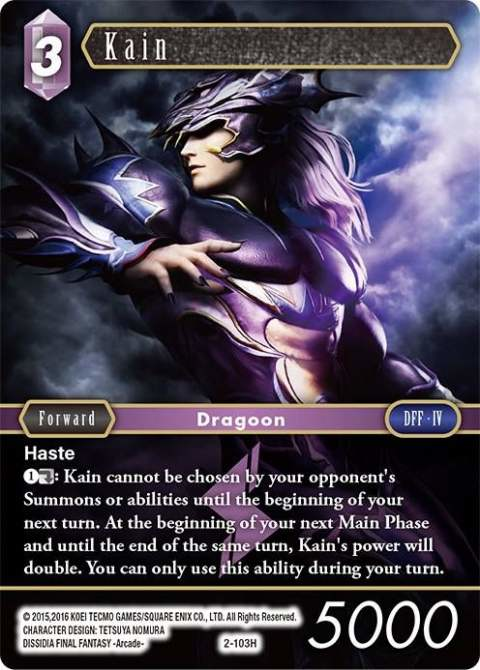 3
Kain
Forward
Dragoon
DFF · IV
Haste
1: Kain cannot be chosen by your opponent's
Summons or abilities until the beginning of your
next turn. At the beginning of your next Main Phase
and until the end of the same turn, Kain's power will
double. You can only use this ability during your turn.
© 2015,2016 KOEI TECMO GAMES/SQUARE ENIX CO., LTD. All Rights Reserved.
CHARACTER DESIGN: TETSUYA NOMURA
DISSIDIA FINAL FANTASY -Arcade-
2-103H
5000